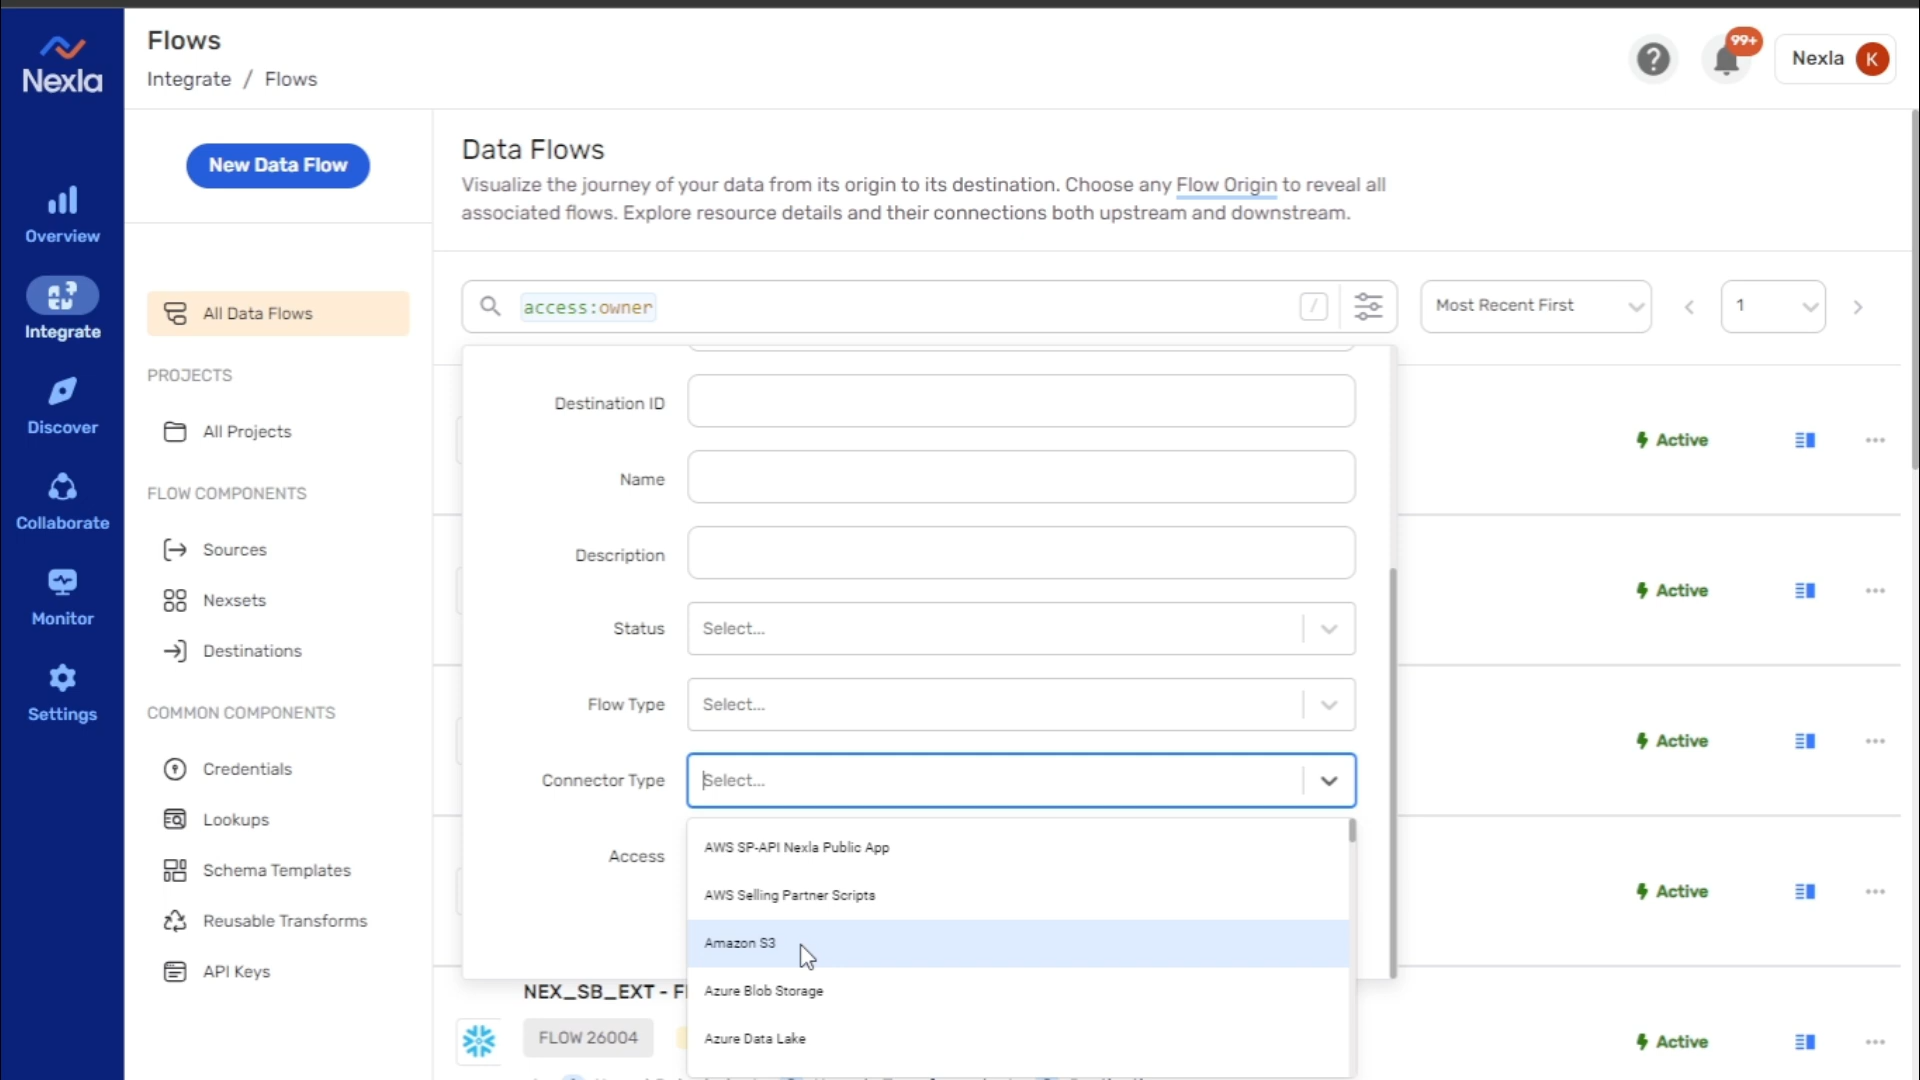 Nexla
Overview
Integrate
Discover
Collaborate
Monitor
Settings
Flows
Integrate / Flows
99+
Nexla K
New Data Flow
All Data Flows
PROJECTS
All Projects
FLOW COMPONENTS
Sources
Nexsets
Destinations
COMMON COMPONENTS
Credentials
Lookups
Schema Templates
Reusable Transforms
API Keys
Data Flows
Visualize the journey of your data from its origin to its destination. Choose any Flow Origin to reveal all
associated flows. Explore resource details and their connections both upstream and downstream.
access:owner /
Most Recent First
1
Destination ID
Name
Description
Status Select...
Flow Type Select...
Connector Type Select...
Access
AWS SP-API Nexla Public App
AWS Selling Partner Scripts
Amazon S3
Azure Blob Storage
Azure Data Lake
Active
Active
Active
Active
NEX_SB_EXT -
FLOW 26004
Active